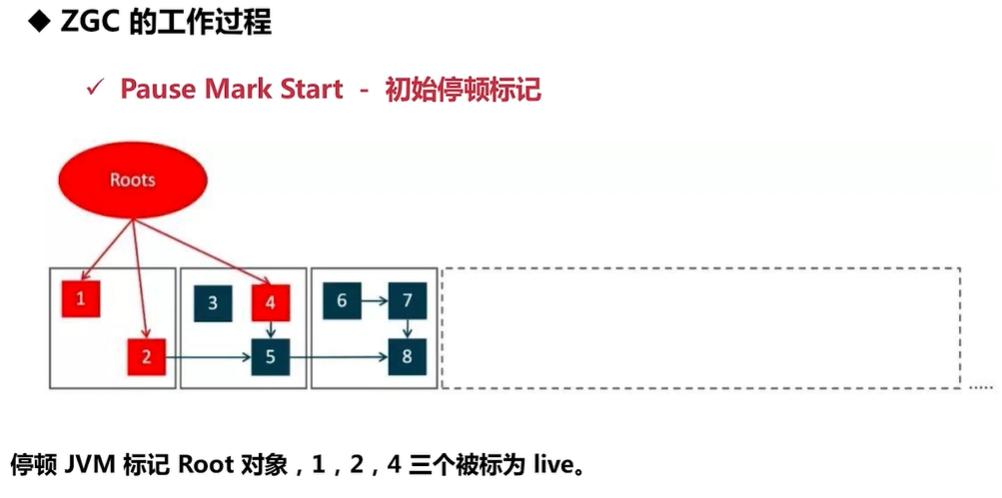 ◆ ZGC 的工作过程
✓ Pause Mark Start - 初始停顿标记
Roots
1 3 4 6 7
2 5 8
.....
停顿 JVM 标记 Root 对象，1，2，4 三个被标为 live。